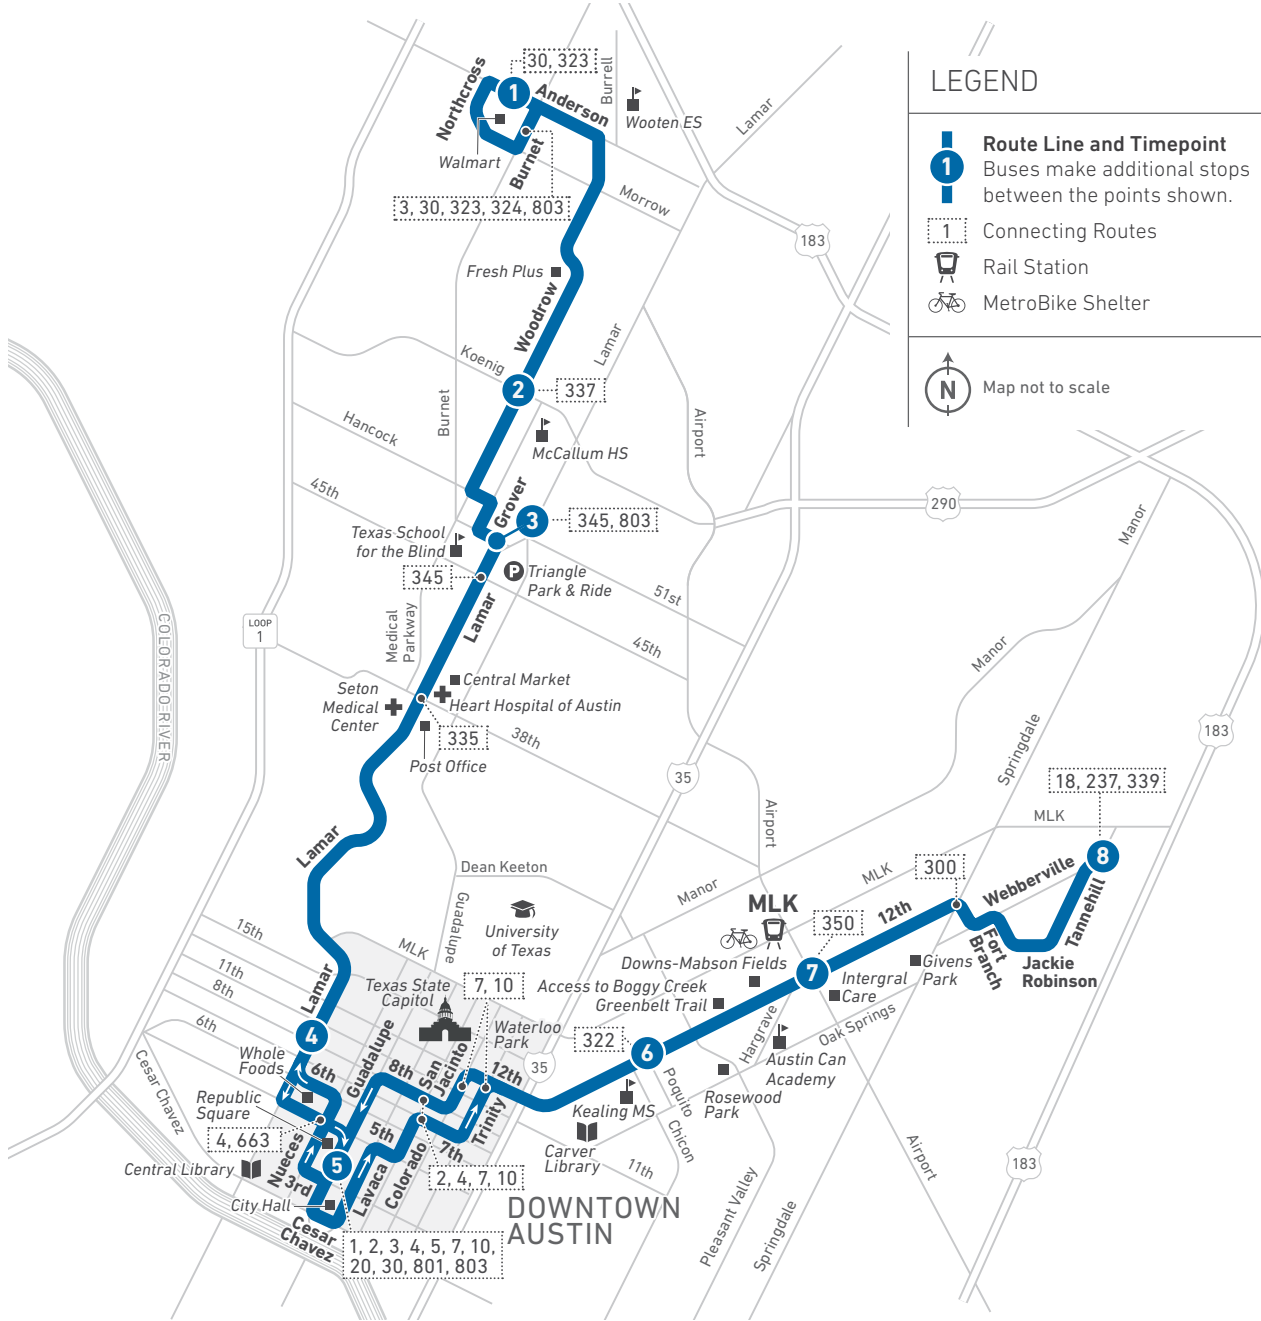 30, 323
Northcross
1
Anderson
Burrell
Wooten ES
Lamar
Walmart
Burnet
3, 30, 323, 324, 803
Morrow
183
Fresh Plus
Woodrow
Lamar
Koenig
2
337
Burnet
Hancock
Airport
McCallum HS
45th
Grover
3
345, 803
290
Manor
Texas School
for the Blind
345
P
Triangle
Park & Ride
51st
COLORADO RIVER
LOOP
1
Medical
Parkway
Lamar
45th
Manor
Central Market
Seton
Medical
Center
Heart Hospital of Austin
335
38th
Post Office
Springdale
183
35
18, 237, 339
Airport
MLK
Lamar
Dean Keeton
Guadalupe
Manor
MLK
300
Webberville
8
Tannehill
15th
University
of Texas
MLK
MLK
350
12th
Fort
Branch
Jackie
Robinson
11th
8th
6th
Lamar
Texas State
Capitol
7, 10
Downs-Mabson Fields
7
Givens
Park
Access to Boggy Creek
Greenbelt Trail
Intergral
Care
4
Waterloo
Park
322
6
Hargrave
Oak Springs
Cesar Chavez
Whole
Foods
6th
Guadalupe
8th
San
Jacinto
12th
35
Austin Can
Academy
Republic
Square
Trinity
Kealing MS
Poquito
Rosewood
Park
4, 663
5th
7th
Carver
Library
Chicon
Airport
Central Library
Nueces
5
Lavaca
Colorado
2, 4, 7, 10
11th
183
3rd
City Hall
Cesar
Chavez
DOWNTOWN
AUSTIN
Pleasant Valley
Springdale
1, 2, 3, 4, 5, 7, 10,
20, 30, 801, 803
LEGEND
1
Route Line and Timepoint
Buses make additional stops
between the points shown.
1
Connecting Routes
Rail Station
MetroBike Shelter
N
Map not to scale